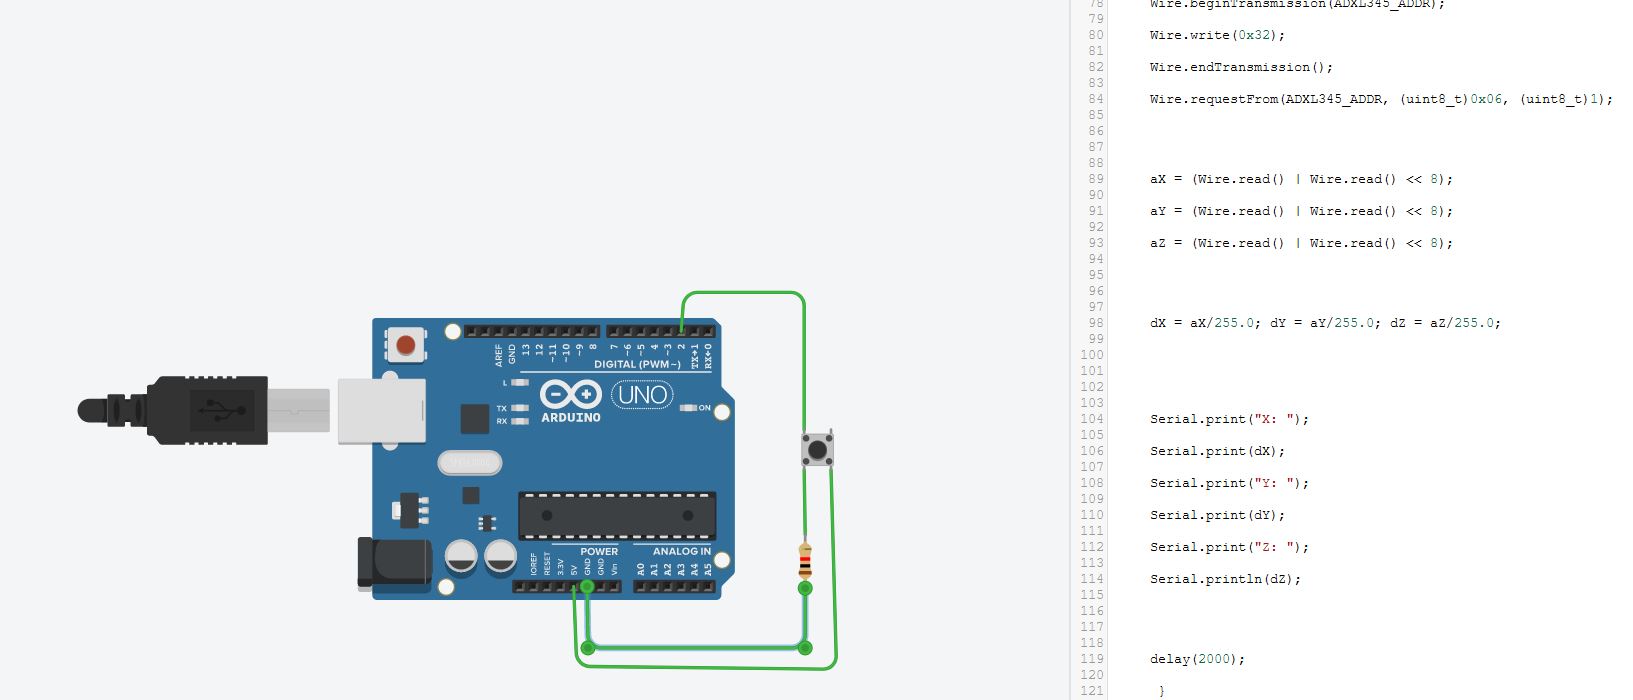 AREF
GND
13
12
~11
~10
~9
8
7
~6
~5
4
~3
2
TX→1
RX←0
DIGITAL (PWM~)
L
TX
RX
ARDUINO
UNO
ON
IOREF
RESET
3.3V
5V
GND
GND
Vin
POWER
ANALOG IN
A0
A1
A2
A3
A4
A5
78 Wire.beginTransmission(ADXL345_ADDR);
79
80 Wire.write(0x32);
81
82 Wire.endTransmission();
83
84 Wire.requestFrom(ADXL345_ADDR, (uint8_t)0x06, (uint8_t)1);
85
86
87
88
89 aX = (Wire.read() | Wire.read() << 8);
90
91 aY = (Wire.read() | Wire.read() << 8);
92
93 aZ = (Wire.read() | Wire.read() << 8);
94
95
96
97
98 dX = aX/255.0; dY = aY/255.0; dZ = aZ/255.0;
99
100
101
102
103
104 Serial.print("X: ");
105
106 Serial.print(dX);
107
108 Serial.print("Y: ");
109
110 Serial.print(dY);
111
112 Serial.print("Z: ");
113
114 Serial.println(dZ);
115
116
117
118
119 delay(2000);
120
121 }